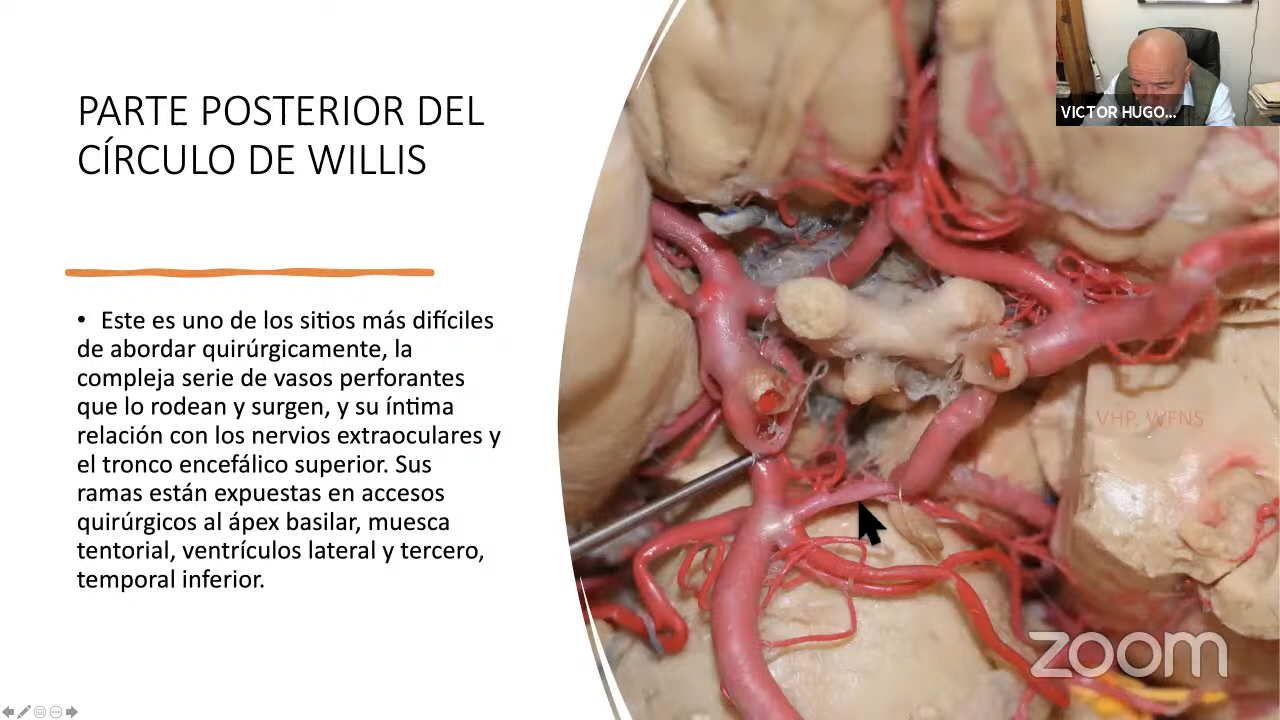 PARTE POSTERIOR DEL
CÍRCULO DE WILLIS
• Este es uno de los sitios más difíciles
de abordar quirúrgicamente, la
compleja serie de vasos perforantes
que lo rodean y surgen, y su íntima
relación con los nervios extraoculares y
el tronco encefálico superior. Sus
ramas están expuestas en accesos
quirúrgicos al ápex basilar, muesca
tentorial, ventrículos lateral y tercero,
temporal inferior.
VICTOR HUGO...
VHP. WFNS
zoom